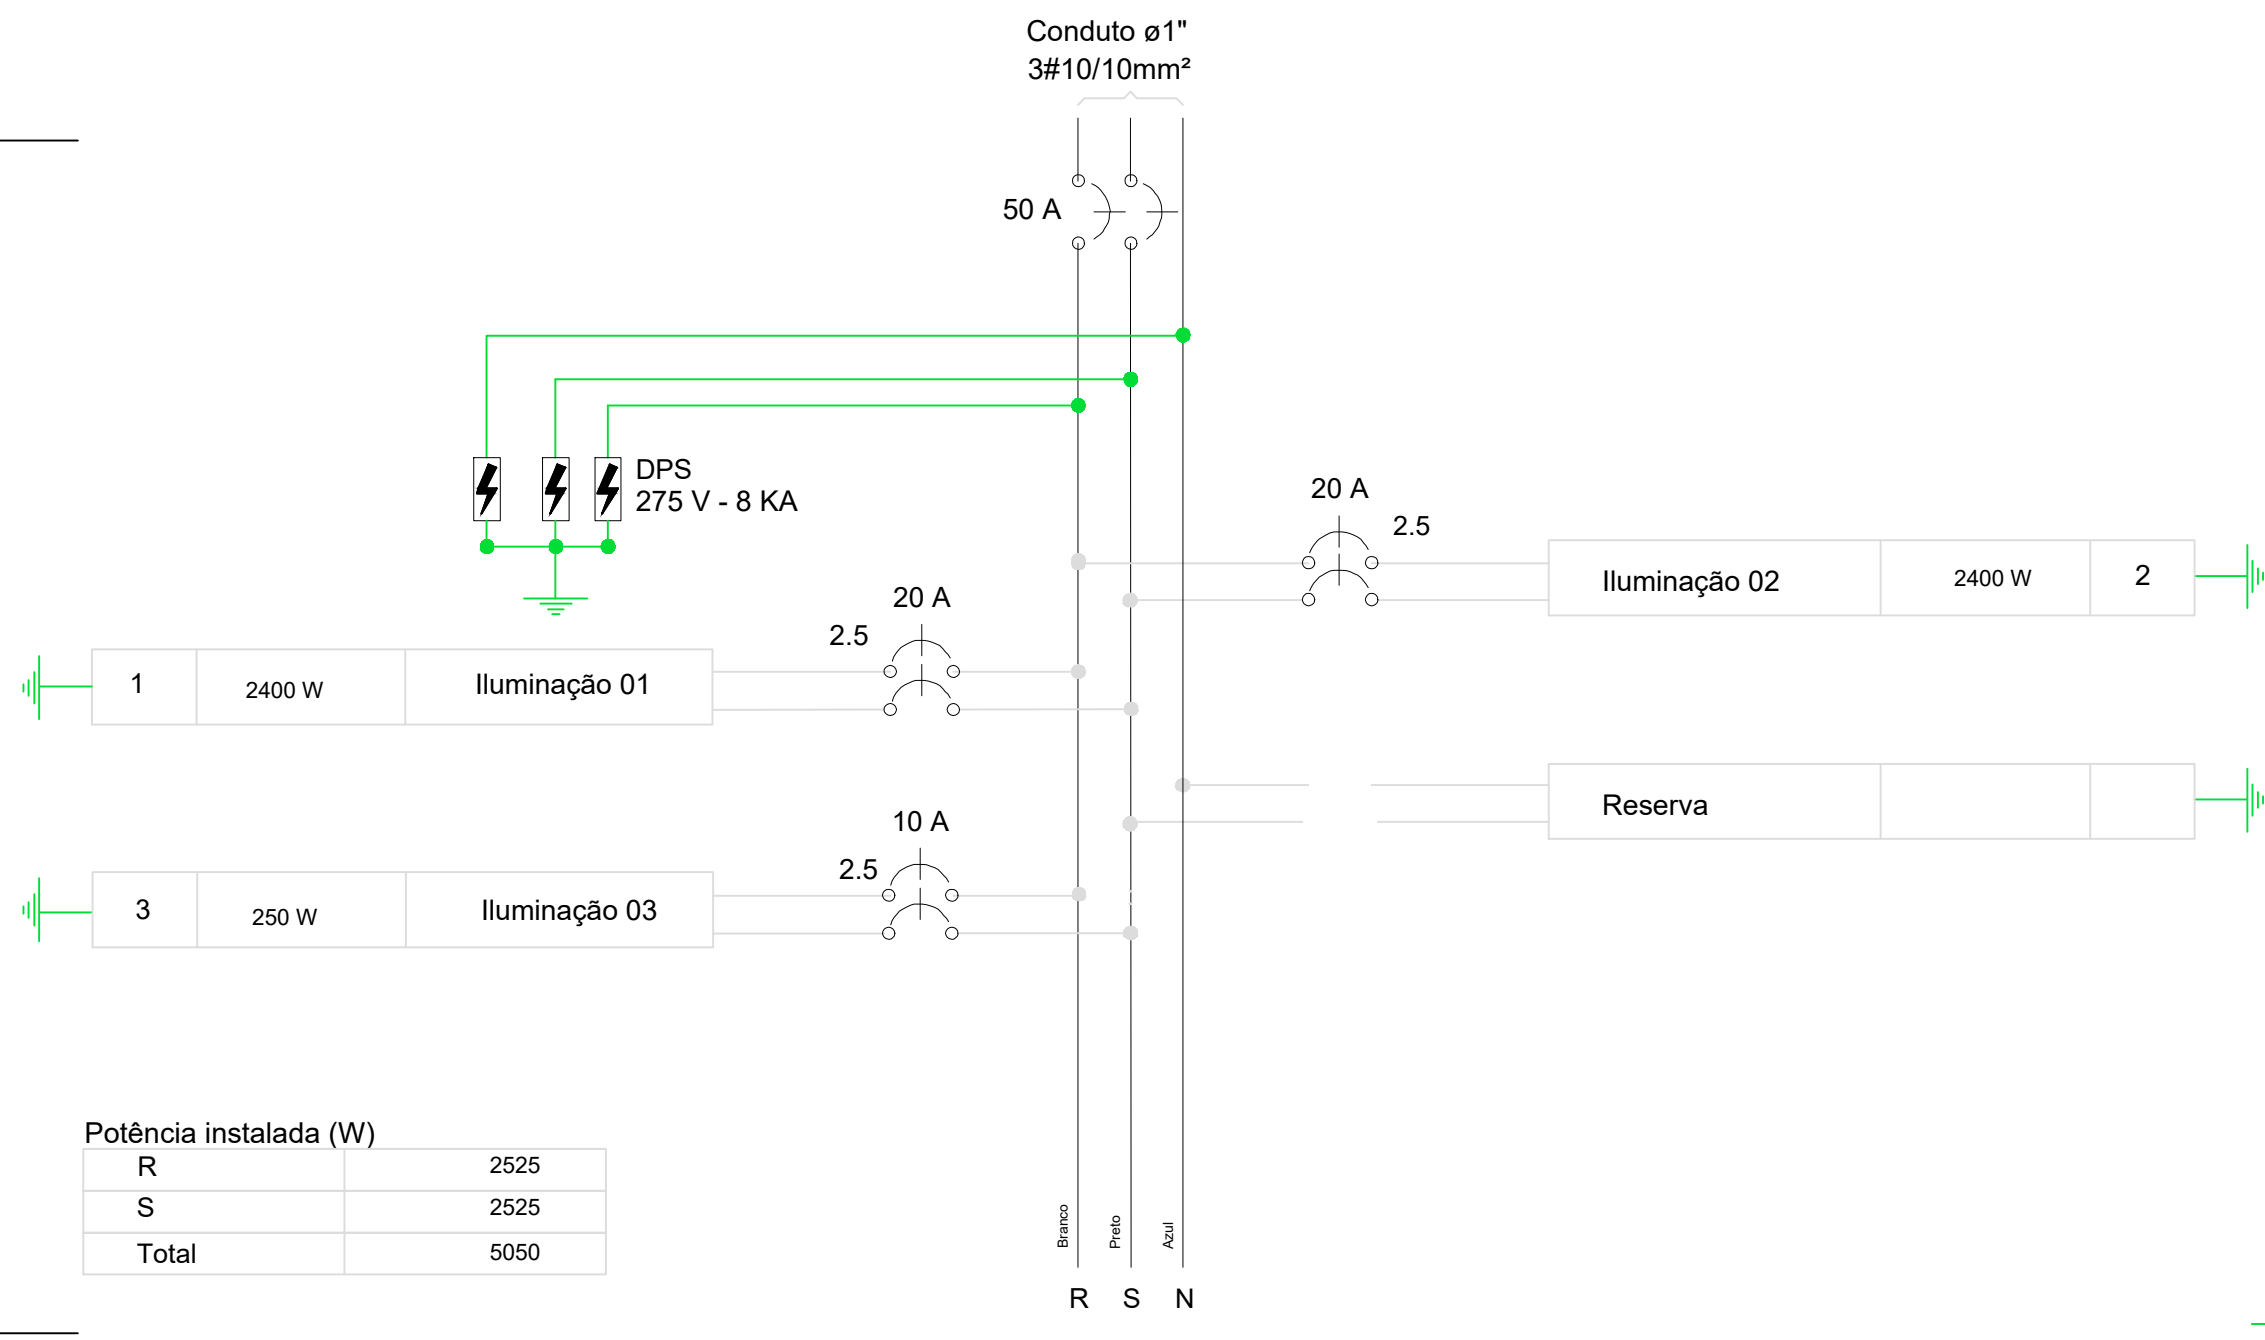 Conduto ø1"
3#10/10mm²
50 A
DPS
275 V - 8 KA
20 A
2.5
Iluminação 02 2400 W 2
20 A
2.5
1 2400 W Iluminação 01
Reserva
10 A
2.5
3 250 W Iluminação 03
Potência instalada (W)
R 2525
S 2525
Total 5050
Branco
Preto
Azul
R S N